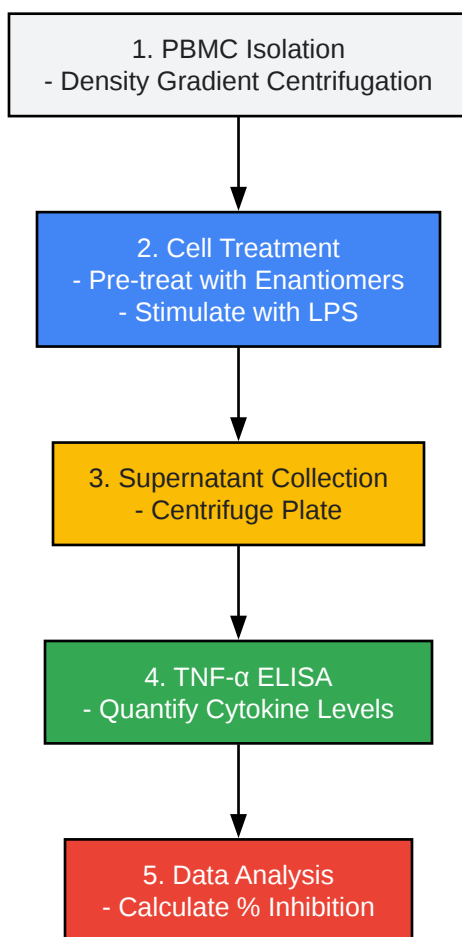 1. PBMC Isolation
- Density Gradient Centrifugation
2. Cell Treatment
- Pre-treat with Enantiomers
- Stimulate with LPS
3. Supernatant Collection
- Centrifuge Plate
4. TNF-α ELISA
- Quantify Cytokine Levels
5. Data Analysis
- Calculate % Inhibition